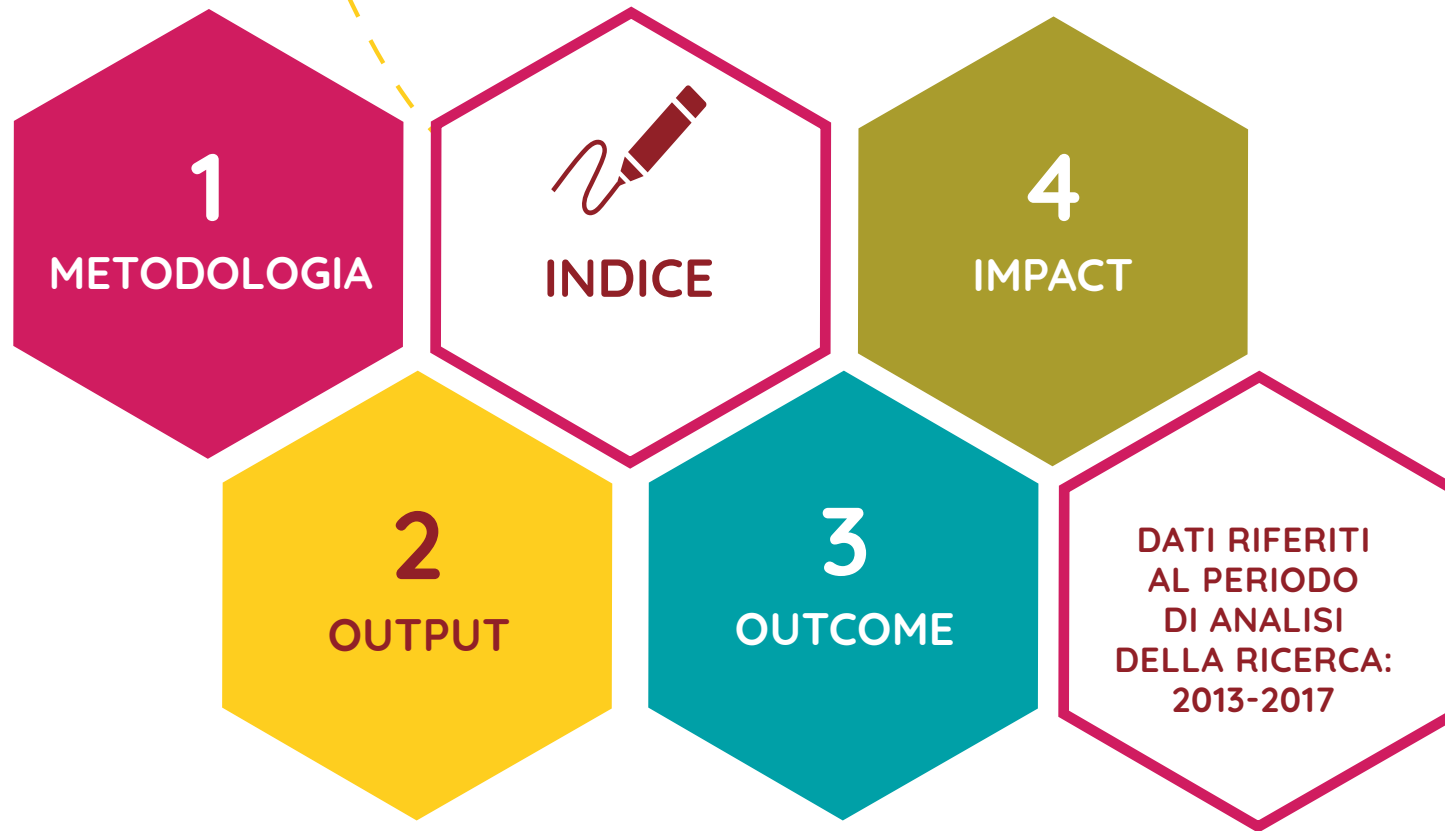 1
METODOLOGIA
INDICE
4
IMPACT
2
OUTPUT
3
OUTCOME
DATI RIFERITI
AL PERIODO
DI ANALISI
DELLA RICERCA:
2013-2017